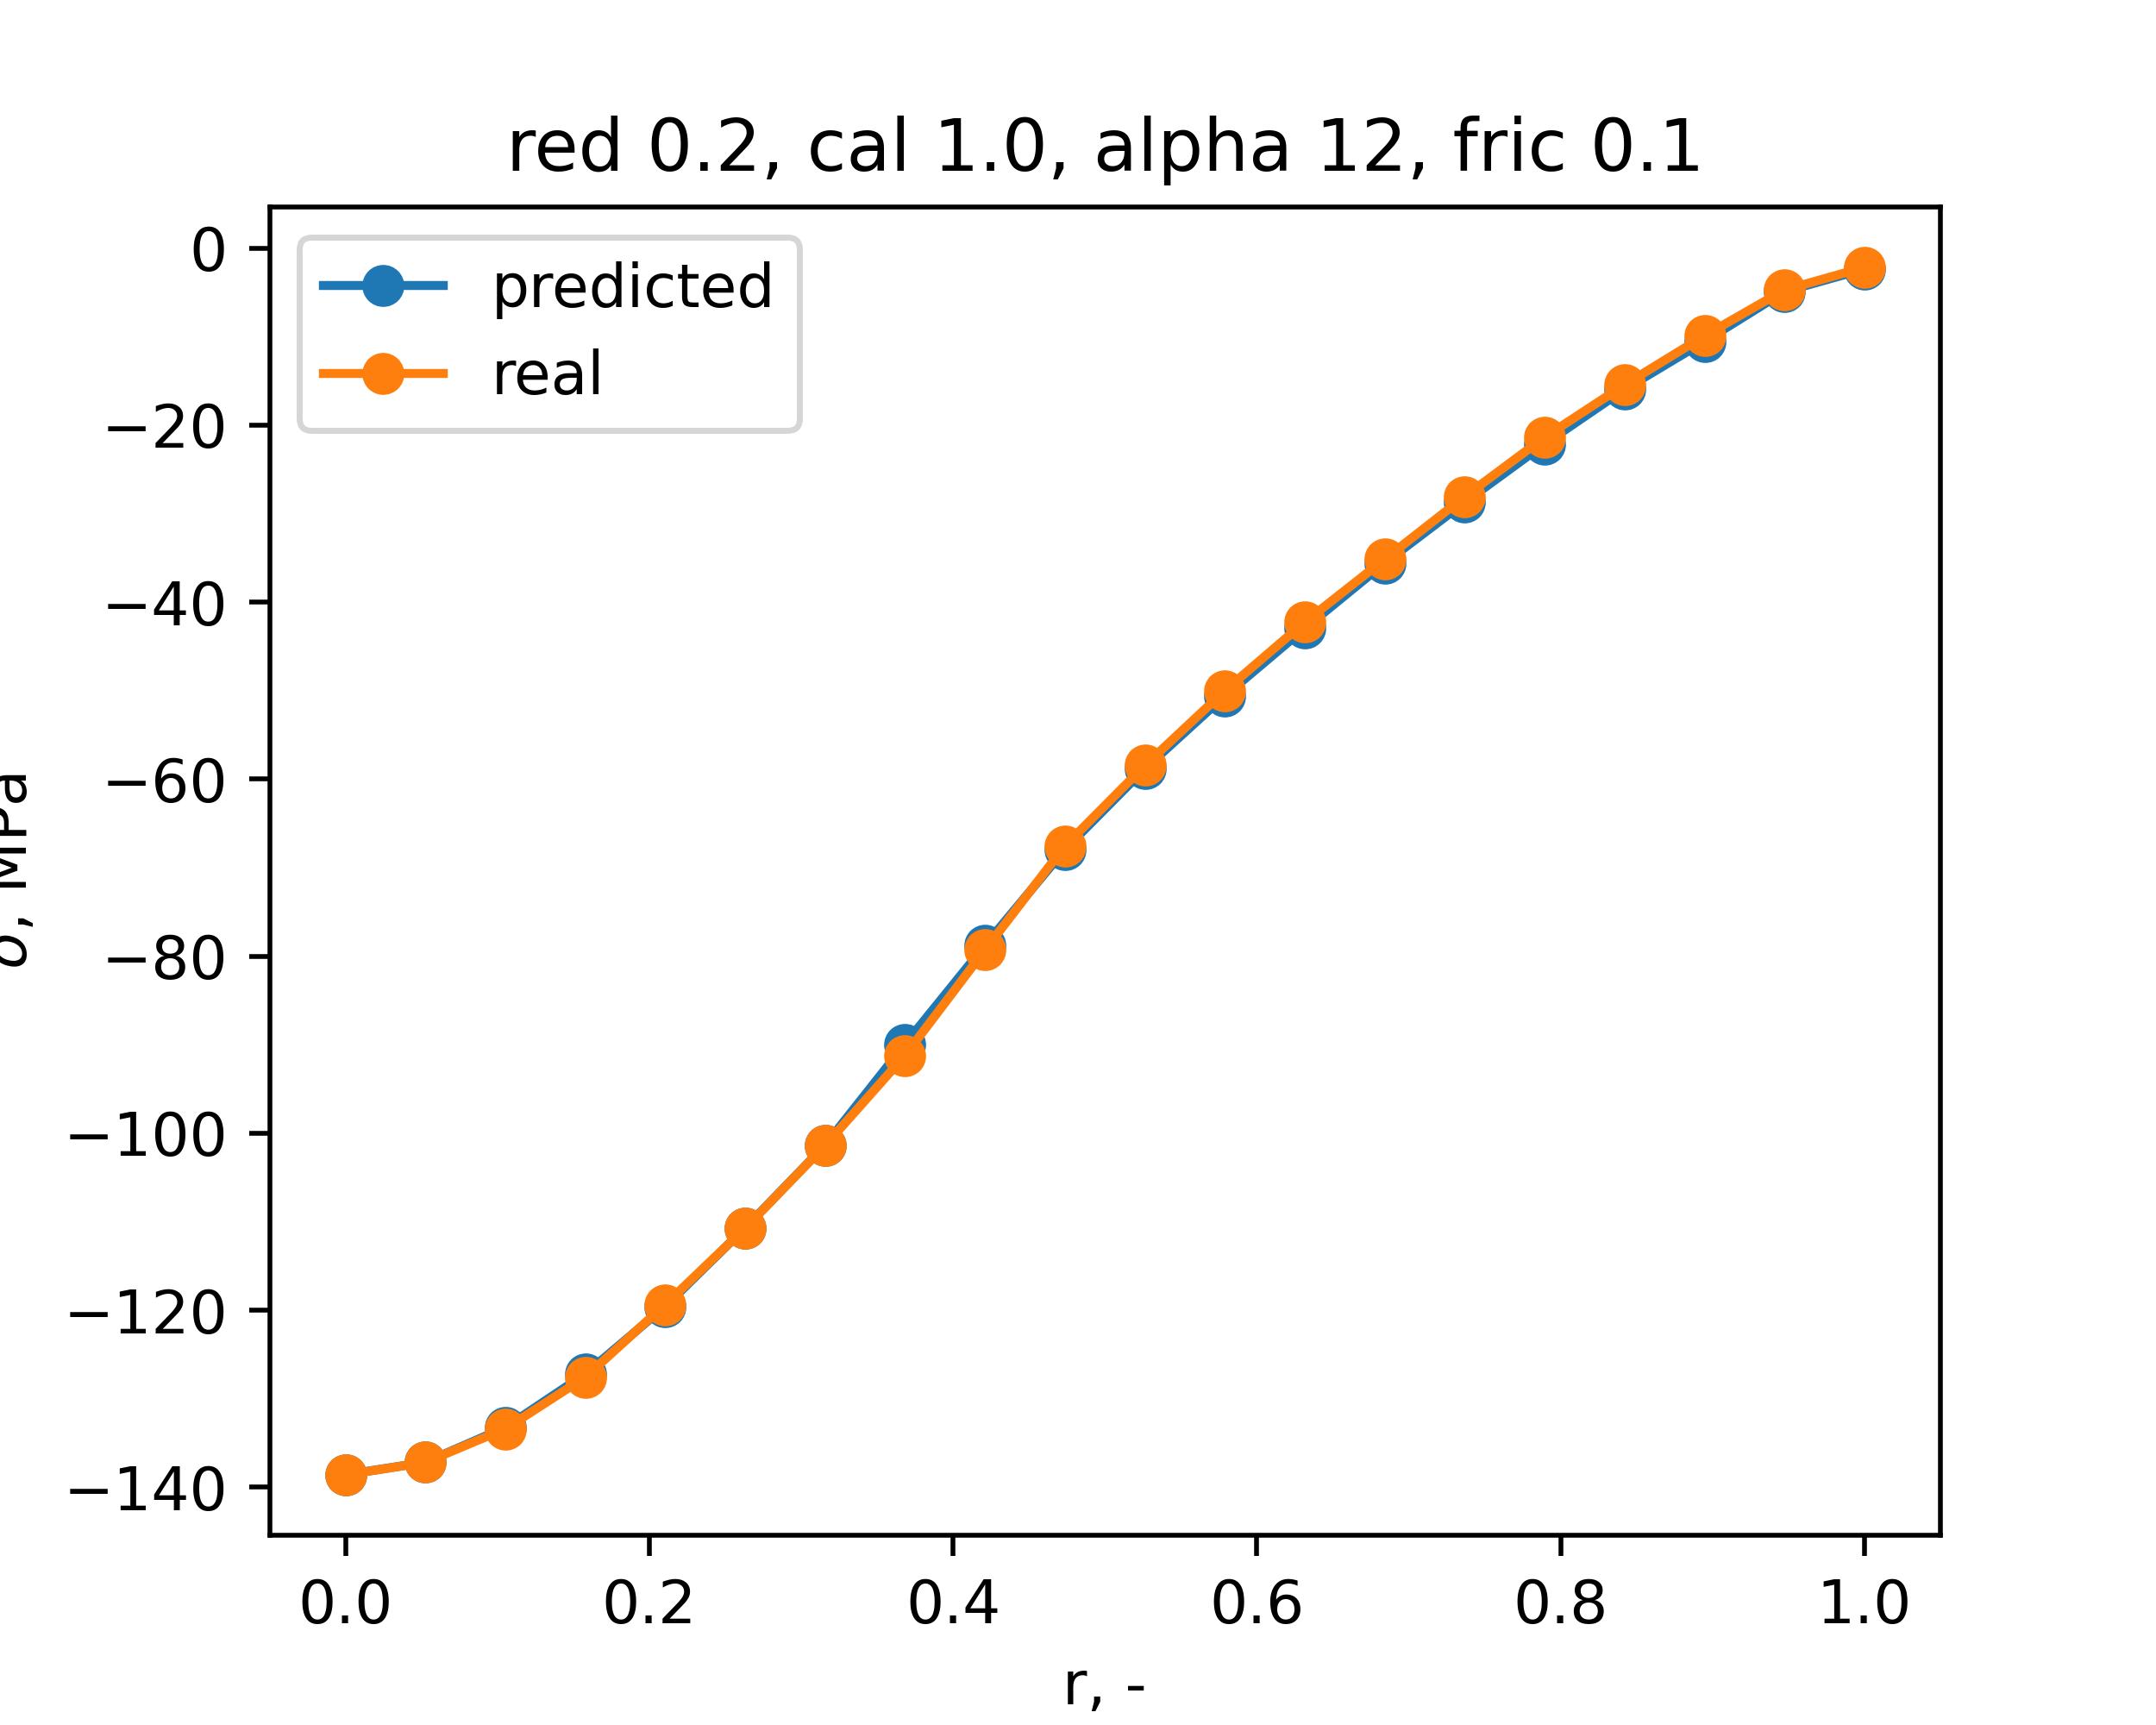 red 0.2, cal 1.0, alpha 12, fric 0.1
predicted
real
0
−20
−40
−60
−80
−100
−120
−140
, MPa
0.0 0.2 0.4 0.6 0.8 1.0
r, -